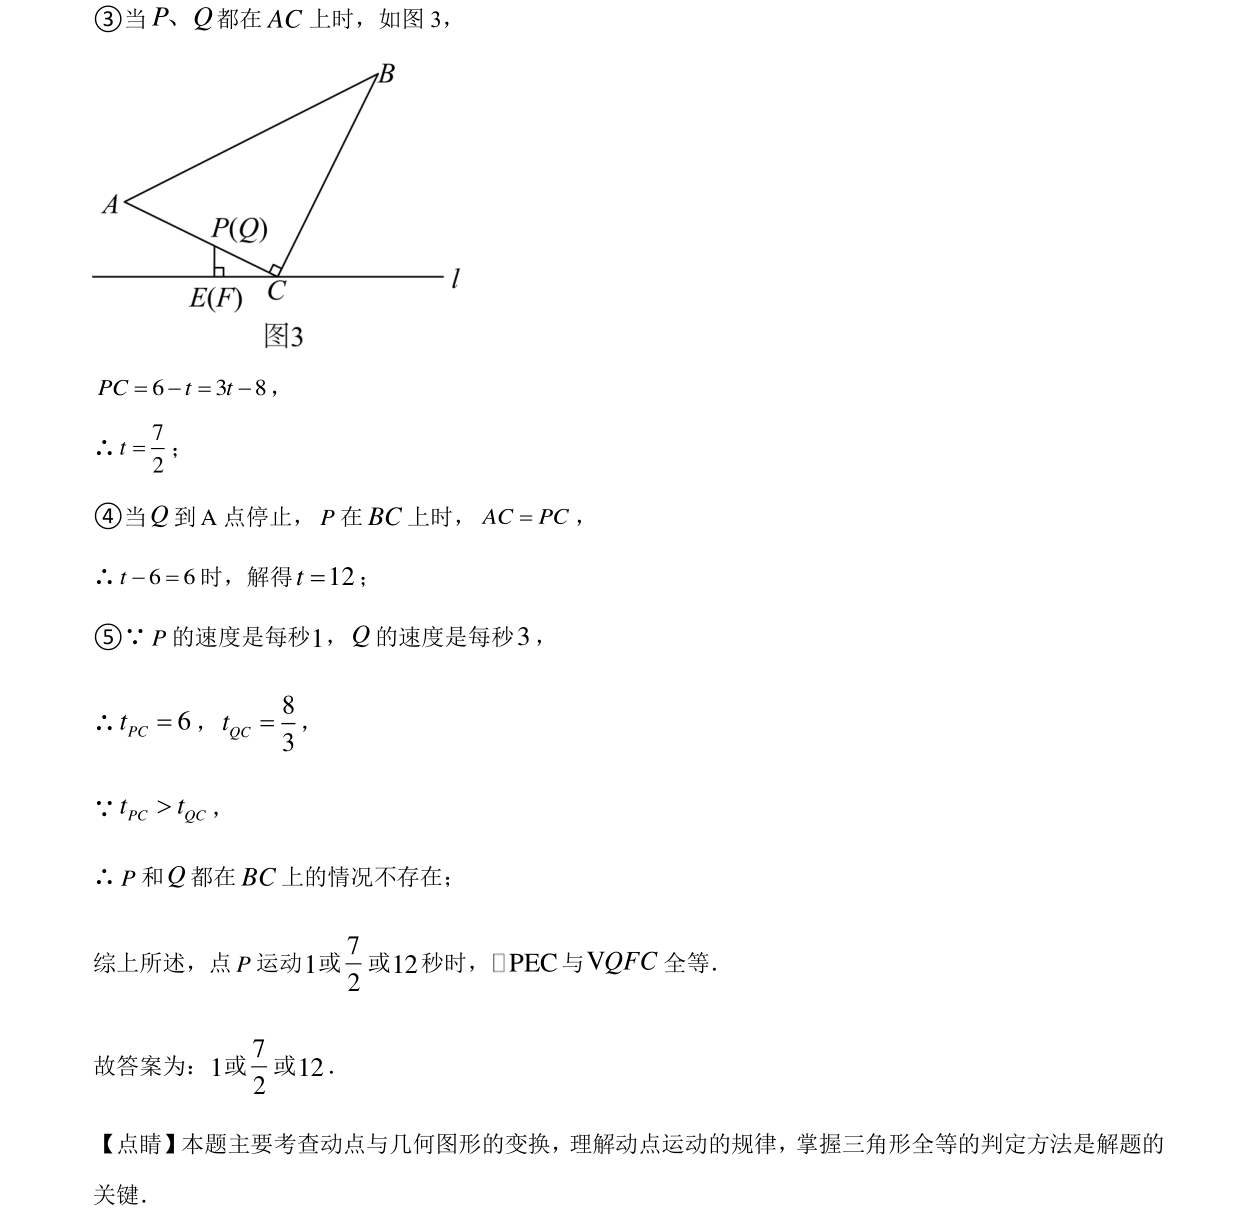 ③当P、Q都在AC上时，如图3，
B
A
P(Q)
E(F) C l
图3
PC=6−t=3t−8，
∴t=7/2；
④当Q到A点停止，P在BC上时，AC=PC，
∴t−6=6时，解得t=12；
⑤∵P的速度是每秒1，Q的速度是每秒3，
∴t_PC=6，t_QC=8/3，
∵t_PC>t_QC，
∴P和Q都在BC上的情况不存在；
综上所述，点P运动1或7/2或12秒时，□PEC与VQFC全等．
故答案为：1或7/2或12．
【点睛】本题主要考查动点与几何图形的变换，理解动点运动的规律，掌握三角形全等的判定方法是解题的
关键．